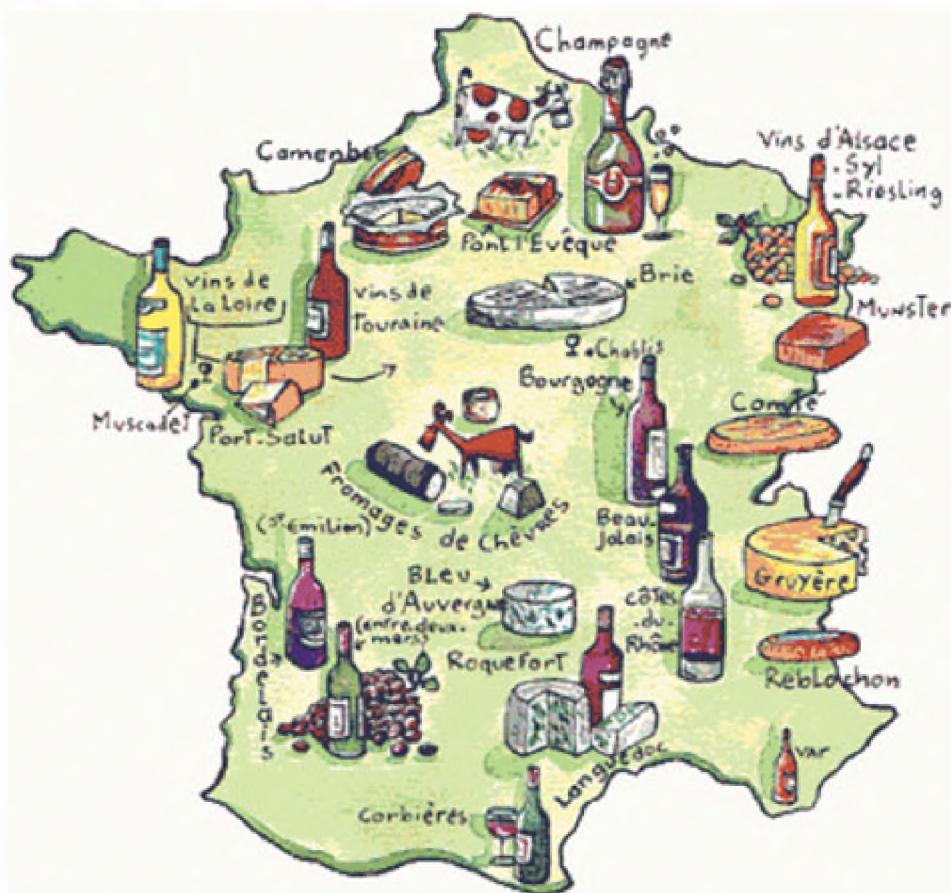 Champagne
Camembert
Vins d'Alsace
. Syl
. Riesling
Pont l'Evêque
Brie
vins de
La Loire
vins de
Touraine
Munster
Chablis
Bourgogne
Comté
Muscadet
Port-Salut
Fromages de Chèvres
(St Emilion)
Beau-
jolais
Gruyère
BLeu
d'Auvergne
(entre-deux-
mers)
côtes
-du-
Rhône
Bordelais
Roquefort
RebLochon
Languedoc
var
corbières